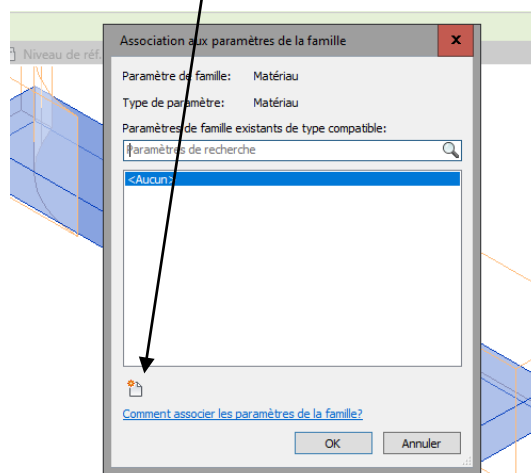 Niveau de réf.
Association aux paramètres de la famille
x
Paramètre de famille: Matériau
Type de paramètre: Matériau
Paramètres de famille existants de type compatible:
Paramètres de recherche
<Aucun>
Comment associer les paramètres de la famille?
OK Annuler